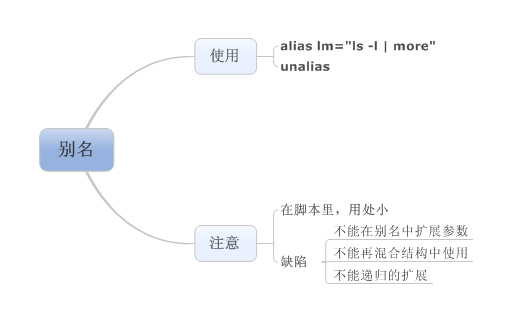 别名
使用
alias lm="ls -l | more"
unalias
注意
在脚本里，用处小
缺陷
不能在别名中扩展参数
不能再混合结构中使用
不能递归的扩展